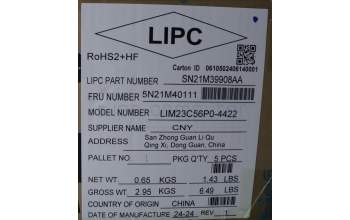 LIPC
RoHS2+HF
Carton ID 0610502406140001
LIPC PART NUMBER SN21M39908AA
FRU NUMBER 5N21M40111
MODEL NUMBER LIM23C56P0-4422
SUPPLIER NAME CNY
ADDRESS San Zhong Guan Li Qu
Qing Xi, Dong Guan, China
PALLET PKG Q'TY 5 PCS
NET WT. 0.65 KGS 1.43 LBS
GROSS WT 2.95 KGS 6.49 LBS
COUNTRY OF ORIGIN CHINA
DATE OF MANUFACTURE 24-24 REV 1